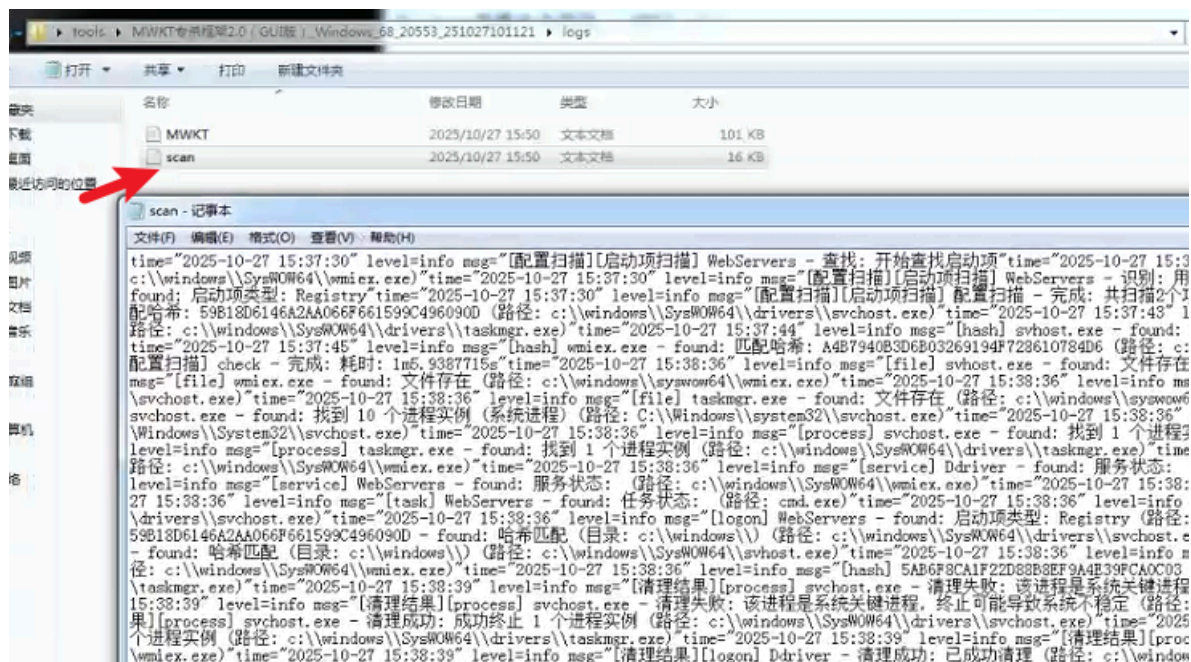 tools ▸ MWKT专杀框架2.0（GUI版）_Windows_68_20553_251027101121 ▸ logs
打开 共享 打印 新建文件夹
名称 修改日期 类型 大小
MWKT 2025/10/27 15:50 文本文档 101 KB
scan 2025/10/27 15:50 文本文档 16 KB
下载
最近访问的位置
视频
图片
文档
音乐
scan - 记事本
文件(F) 编辑(E) 格式(O) 查看(V) 帮助(H)
time="2025-10-27 15:37:30" level=info msg="[配置扫描][启动项扫描] WebServers - 查找: 开始查找启动项"time="2025-10-27 15:3
c:\\windows\\SysWOW64\\wmiex.exe)"time="2025-10-27 15:37:30" level=info msg="[配置扫描][启动项扫描] WebServers - 识别: 用
found: 启动项类型: Registry"time="2025-10-27 15:37:30" level=info msg="[配置扫描][启动项扫描] 配置扫描 - 完成: 共扫描2个项
配哈希: 59B18D6146A2AA066F661599C496090D (路径: c:\\windows\\SysWOW64\\drivers\\svchost.exe)"time="2025-10-27 15:37:43" l
路径: c:\\windows\\SysWOW64\\drivers\\taskmgr.exe)"time="2025-10-27 15:37:44" level=info msg="[hash] svhost.exe - found:
time="2025-10-27 15:37:45" level=info msg="[hash] wmiex.exe - found: 匹配哈希: A4B7940B3D6B03269194F728610784D6 (路径: c:
配置扫描] check - 完成: 耗时: 1m5.9387715s"time="2025-10-27 15:38:36" level=info msg="[file] svhost.exe - found: 文件存在
msg="[file] wmiex.exe - found: 文件存在 (路径: c:\\windows\\syswow64\\wmiex.exe)"time="2025-10-27 15:38:36" level=info ms
\\svchost.exe)"time="2025-10-27 15:38:36" level=info msg="[file] taskmgr.exe - found: 文件存在 (路径: c:\\windows\\syswow6
svchost.exe - found: 找到 10 个进程实例 (系统进程) (路径: C:\\Windows\\system32\\svchost.exe)"time="2025-10-27 15:38:36"
\Windows\\System32\\svchost.exe)"time="2025-10-27 15:38:36" level=info msg="[process] svchost.exe - found: 找到 1 个进程实
level=info msg="[process] taskmgr.exe - found: 找到 1 个进程实例 (路径: c:\\windows\\SysWOW64\\drivers\\taskmgr.exe)"time
路径: c:\\windows\\SysWOW64\\wmiex.exe)"time="2025-10-27 15:38:36" level=info msg="[service] Ddriver - found: 服务状态:
level=info msg="[service] WebServers - found: 服务状态: (路径: c:\\windows\\SysWOW64\\wmiex.exe)"time="2025-10-27 15:38:
27 15:38:36" level=info msg="[task] WebServers - found: 任务状态: (路径: cmd.exe)"time="2025-10-27 15:38:36" level=info
\drivers\\svchost.exe)"time="2025-10-27 15:38:36" level=info msg="[logon] WebServers - found: 启动项类型: Registry (路径:
59B18D6146A2AA066F661599C496090D - found: 哈希匹配 (目录: c:\\windows\\) (路径: c:\\windows\\SysWOW64\\drivers\\svchost.e
- found: 哈希匹配 (目录: c:\\windows\\) (路径: c:\\windows\\SysWOW64\\svhost.exe)"time="2025-10-27 15:38:36" level=info m
径: c:\\windows\\SysWOW64\\wmiex.exe)"time="2025-10-27 15:38:36" level=info msg="[hash] 5AB6F8CA1F22D88B8EF9A4E39FCA0C03
\\taskmgr.exe)"time="2025-10-27 15:38:39" level=info msg="[清理结果][process] svchost.exe - 清理失败: 该进程是系统关键进程
15:38:39" level=info msg="[清理结果][process] svchost.exe - 清理失败: 该进程是系统关键进程，终止可能导致系统不稳定 (路径:
果][process] svchost.exe - 清理成功: 成功终止 1 个进程实例 (路径: c:\\windows\\SysWOW64\\drivers\\svchost.exe)"time="2025
个进程实例 (路径: c:\\windows\\SysWOW64\\drivers\\taskmgr.exe)"time="2025-10-27 15:38:39" level=info msg="[清理结果][proc
\\wmiex.exe)"time="2025-10-27 15:38:39" level=info msg="[清理结果][logon] Ddriver - 清理成功: 已成功清理 (路径: c:\\window